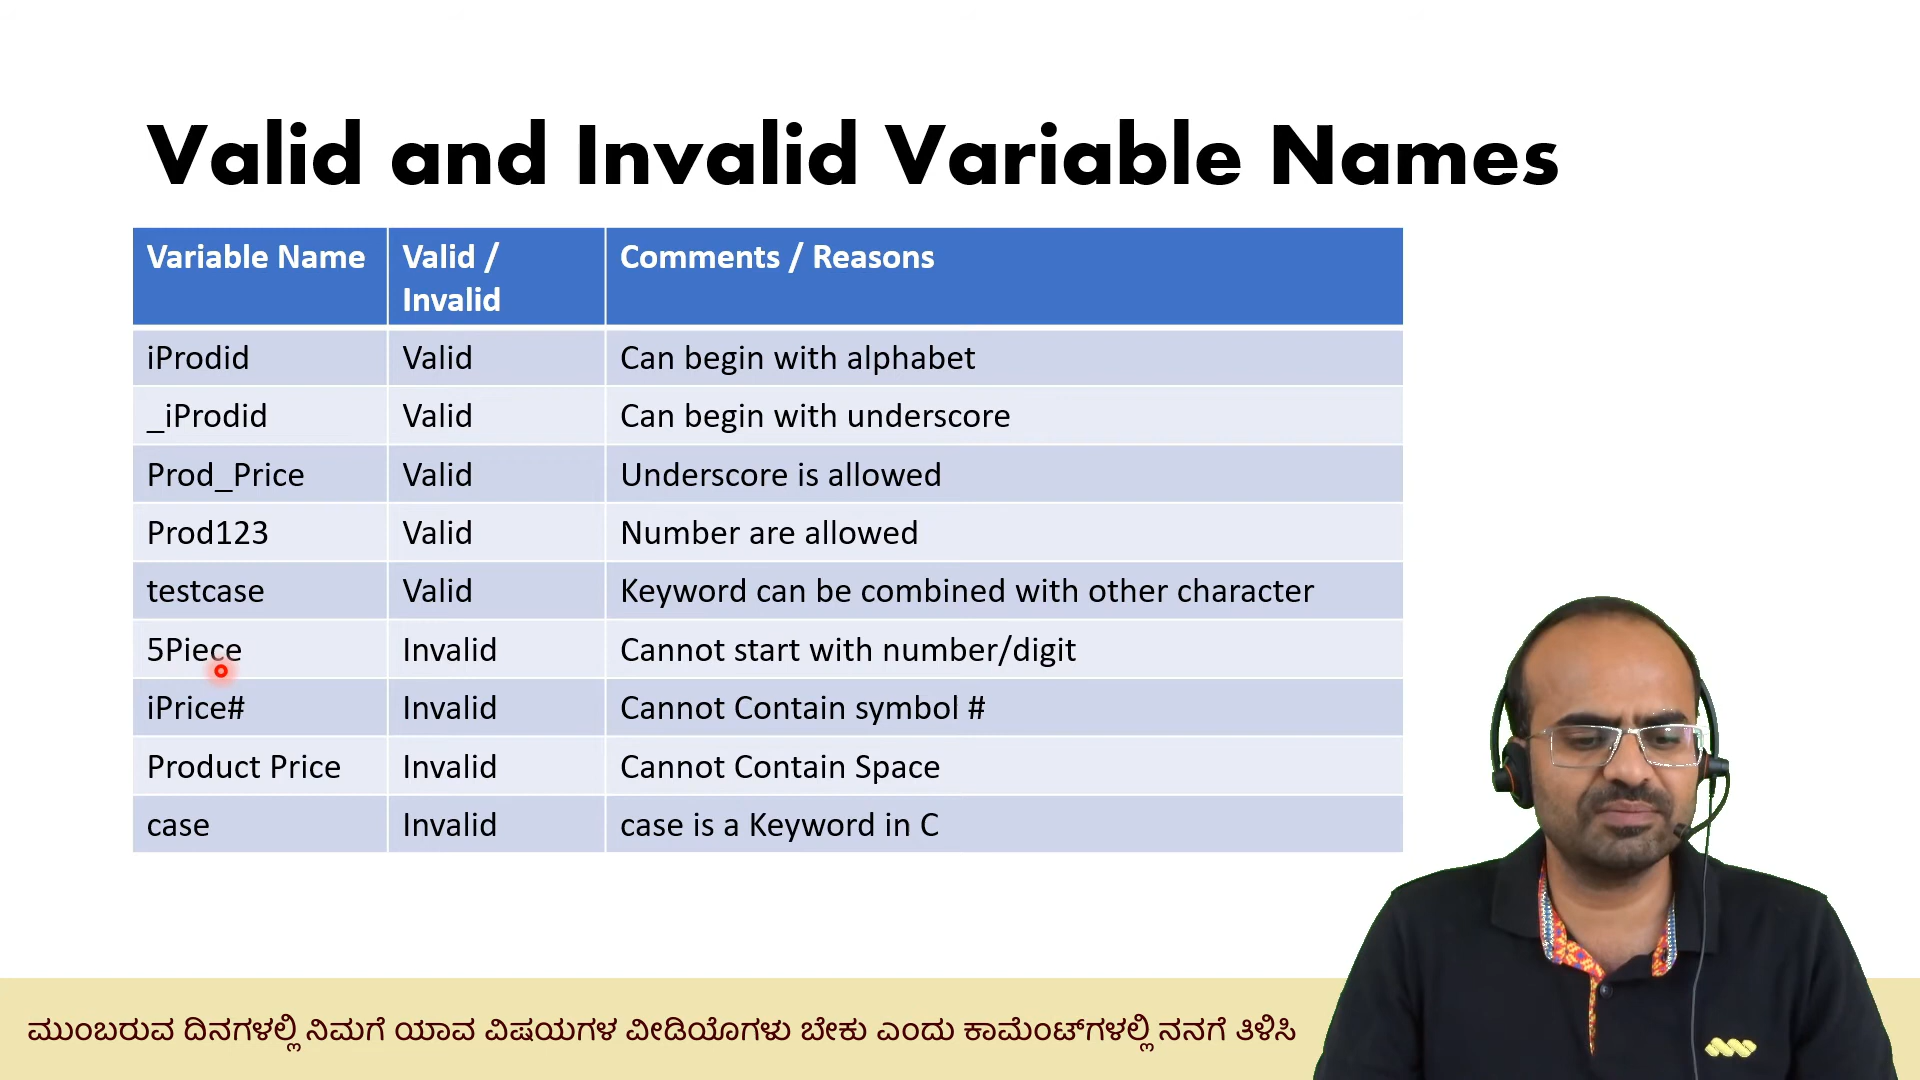 Valid and Invalid Variable Names
Variable Name Valid / Invalid Comments / Reasons
iProdid Valid Can begin with alphabet
_iProdid Valid Can begin with underscore
Prod_Price Valid Underscore is allowed
Prod123 Valid Number are allowed
testcase Valid Keyword can be combined with other character
5Piece Invalid Cannot start with number/digit
iPrice# Invalid Cannot Contain symbol #
Product Price Invalid Cannot Contain Space
case Invalid case is a Keyword in C
ಮುಂಬರುವ ದಿನಗಳಲ್ಲಿ ನಿಮಗೆ ಯಾವ ವಿಷಯಗಳ ವೀಡಿಯೊಗಳು ಬೇಕು ಎಂದು ಕಾಮೆಂಟ್‌ಗಳಲ್ಲಿ ನನಗೆ ತಿಳಿಸಿ